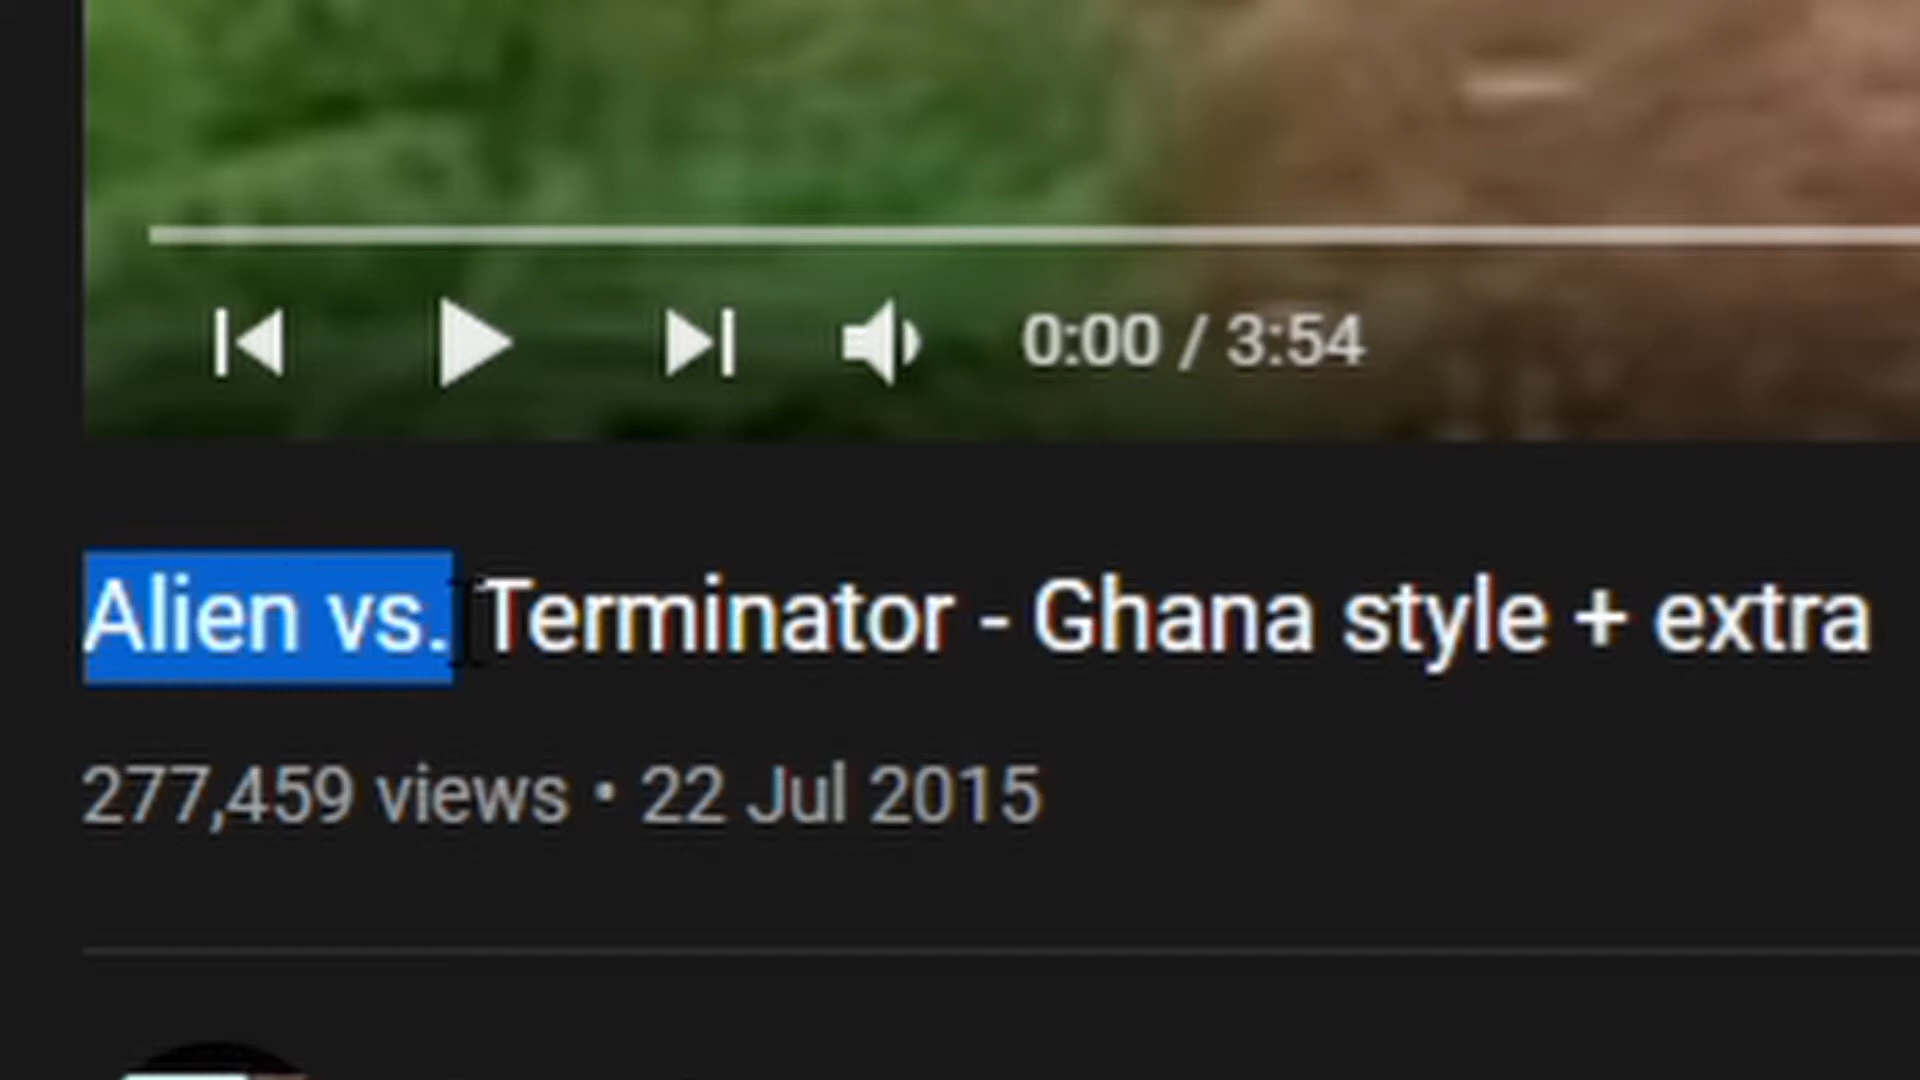 0:00 / 3:54
Alien vs. Terminator - Ghana style + extra
277,459 views • 22 Jul 2015